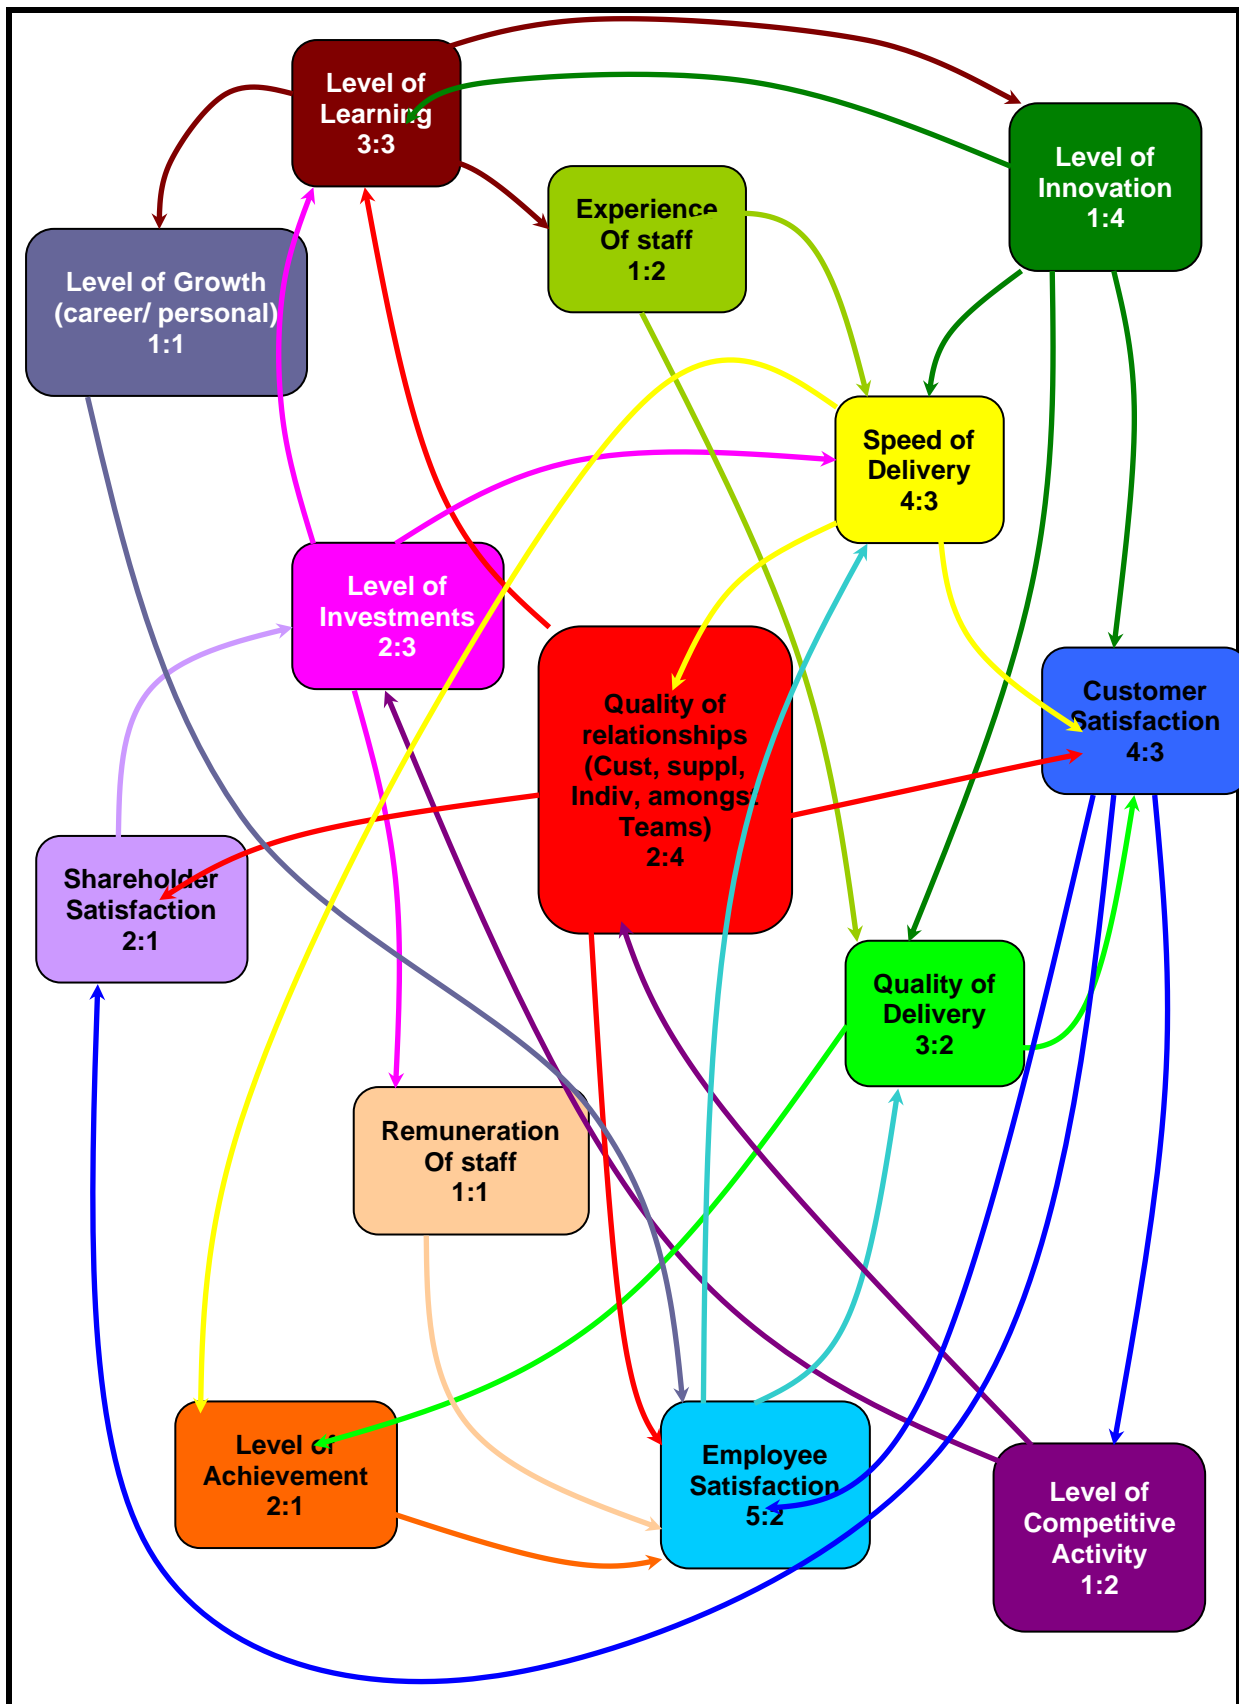 Level of
Learning
3:3
Level of
Innovation
1:4
Experience
Of staff
1:2
Level of Growth
(career/ personal)
1:1
Speed of
Delivery
4:3
Level of
Investments
2:3
Quality of
relationships
(Cust, suppl,
Indiv, amongst
Teams)
2:4
Customer
Satisfaction
4:3
Shareholder
Satisfaction
2:1
Quality of
Delivery
3:2
Remuneration
Of staff
1:1
Level of
Achievement
2:1
Employee
Satisfaction
5:2
Level of
Competitive
Activity
1:2